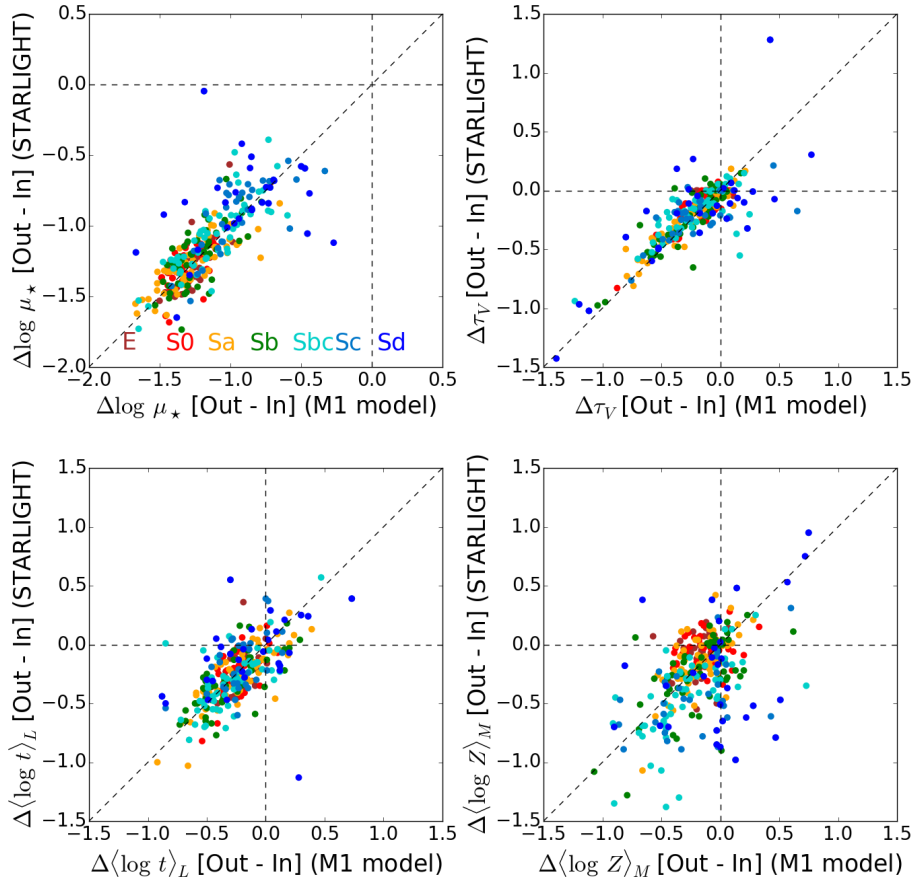 0.5
0.0
−0.5
−1.0
−1.5
−2.0
Δlog μ⋆ [Out - In] (STARLIGHT)
E S0 Sa Sb Sbc Sc Sd
−2.0 −1.5 −1.0 −0.5 0.0 0.5
Δlog μ⋆ [Out - In] (M1 model)
1.5
1.0
0.5
0.0
−0.5
−1.0
−1.5
Δτ_V [Out - In] (STARLIGHT)
−1.5 −1.0 −0.5 0.0 0.5 1.0 1.5
Δτ_V [Out - In] (M1 model)
1.5
1.0
0.5
0.0
−0.5
−1.0
−1.5
Δ⟨log t⟩_L [Out - In] (STARLIGHT)
−1.5 −1.0 −0.5 0.0 0.5 1.0 1.5
Δ⟨log t⟩_L [Out - In] (M1 model)
1.5
1.0
0.5
0.0
−0.5
−1.0
−1.5
Δ⟨log Z⟩_M [Out - In] (STARLIGHT)
−1.5 −1.0 −0.5 0.0 0.5 1.0 1.5
Δ⟨log Z⟩_M [Out - In] (M1 model)